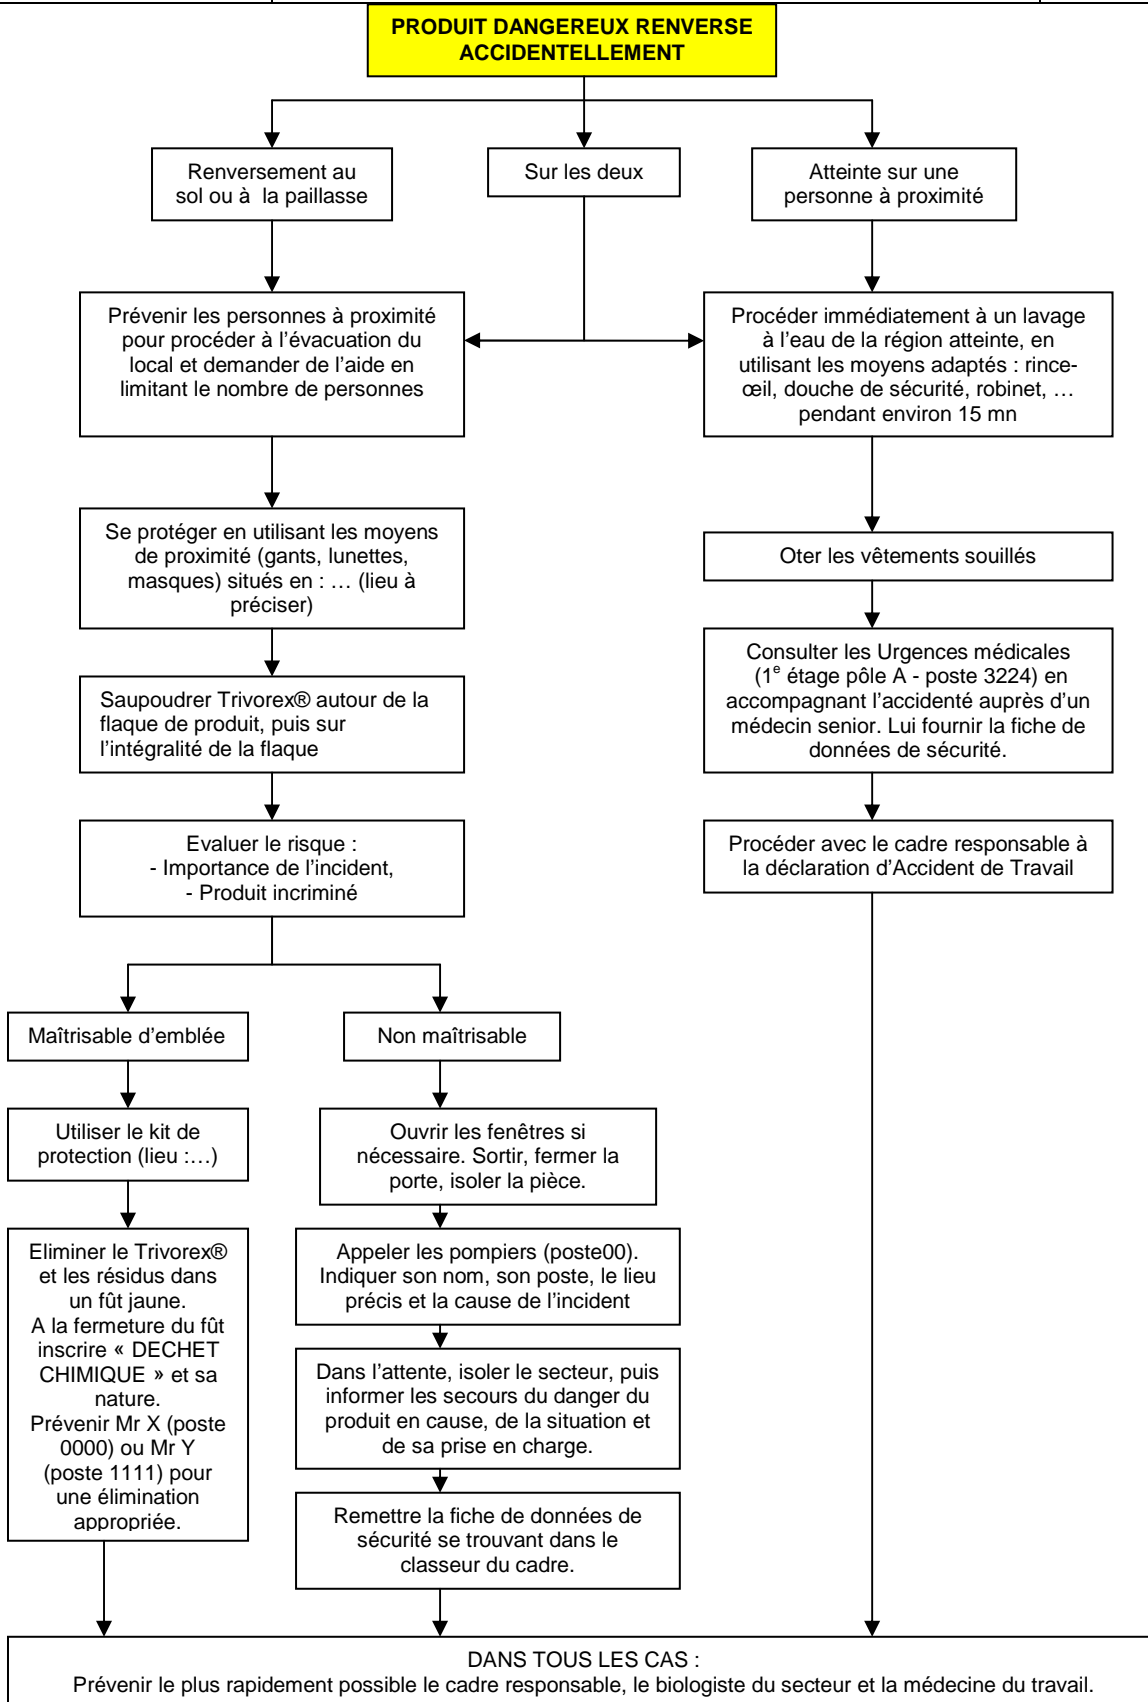 PRODUIT DANGEREUX RENVERSE
ACCIDENTELLEMENT
Renversement au
sol ou à la paillasse
Sur les deux
Atteinte sur une
personne à proximité
Prévenir les personnes à proximité
pour procéder à l'évacuation du
local et demander de l'aide en
limitant le nombre de personnes
Procéder immédiatement à un lavage
à l'eau de la région atteinte, en
utilisant les moyens adaptés : rince-
œil, douche de sécurité, robinet, …
pendant environ 15 mn
Se protéger en utilisant les moyens
de proximité (gants, lunettes,
masques) situés en : … (lieu à
préciser)
Oter les vêtements souillés
Saupoudrer Trivorex® autour de la
flaque de produit, puis sur
l'intégralité de la flaque
Consulter les Urgences médicales
(1e étage pôle A - poste 3224) en
accompagnant l'accidenté auprès d'un
médecin senior. Lui fournir la fiche de
données de sécurité.
Evaluer le risque :
- Importance de l'incident,
- Produit incriminé
Procéder avec le cadre responsable à
la déclaration d'Accident de Travail
Maîtrisable d'emblée
Non maîtrisable
Utiliser le kit de
protection (lieu :…)
Ouvrir les fenêtres si
nécessaire. Sortir, fermer la
porte, isoler la pièce.
Eliminer le Trivorex®
et les résidus dans
un fût jaune.
A la fermeture du fût
inscrire « DECHET
CHIMIQUE » et sa
nature.
Prévenir Mr X (poste
0000) ou Mr Y
(poste 1111) pour
une élimination
appropriée.
Appeler les pompiers (poste00).
Indiquer son nom, son poste, le lieu
précis et la cause de l'incident
Dans l'attente, isoler le secteur, puis
informer les secours du danger du
produit en cause, de la situation et
de sa prise en charge.
Remettre la fiche de données de
sécurité se trouvant dans le
classeur du cadre.
DANS TOUS LES CAS :
Prévenir le plus rapidement possible le cadre responsable, le biologiste du secteur et la médecine du travail.